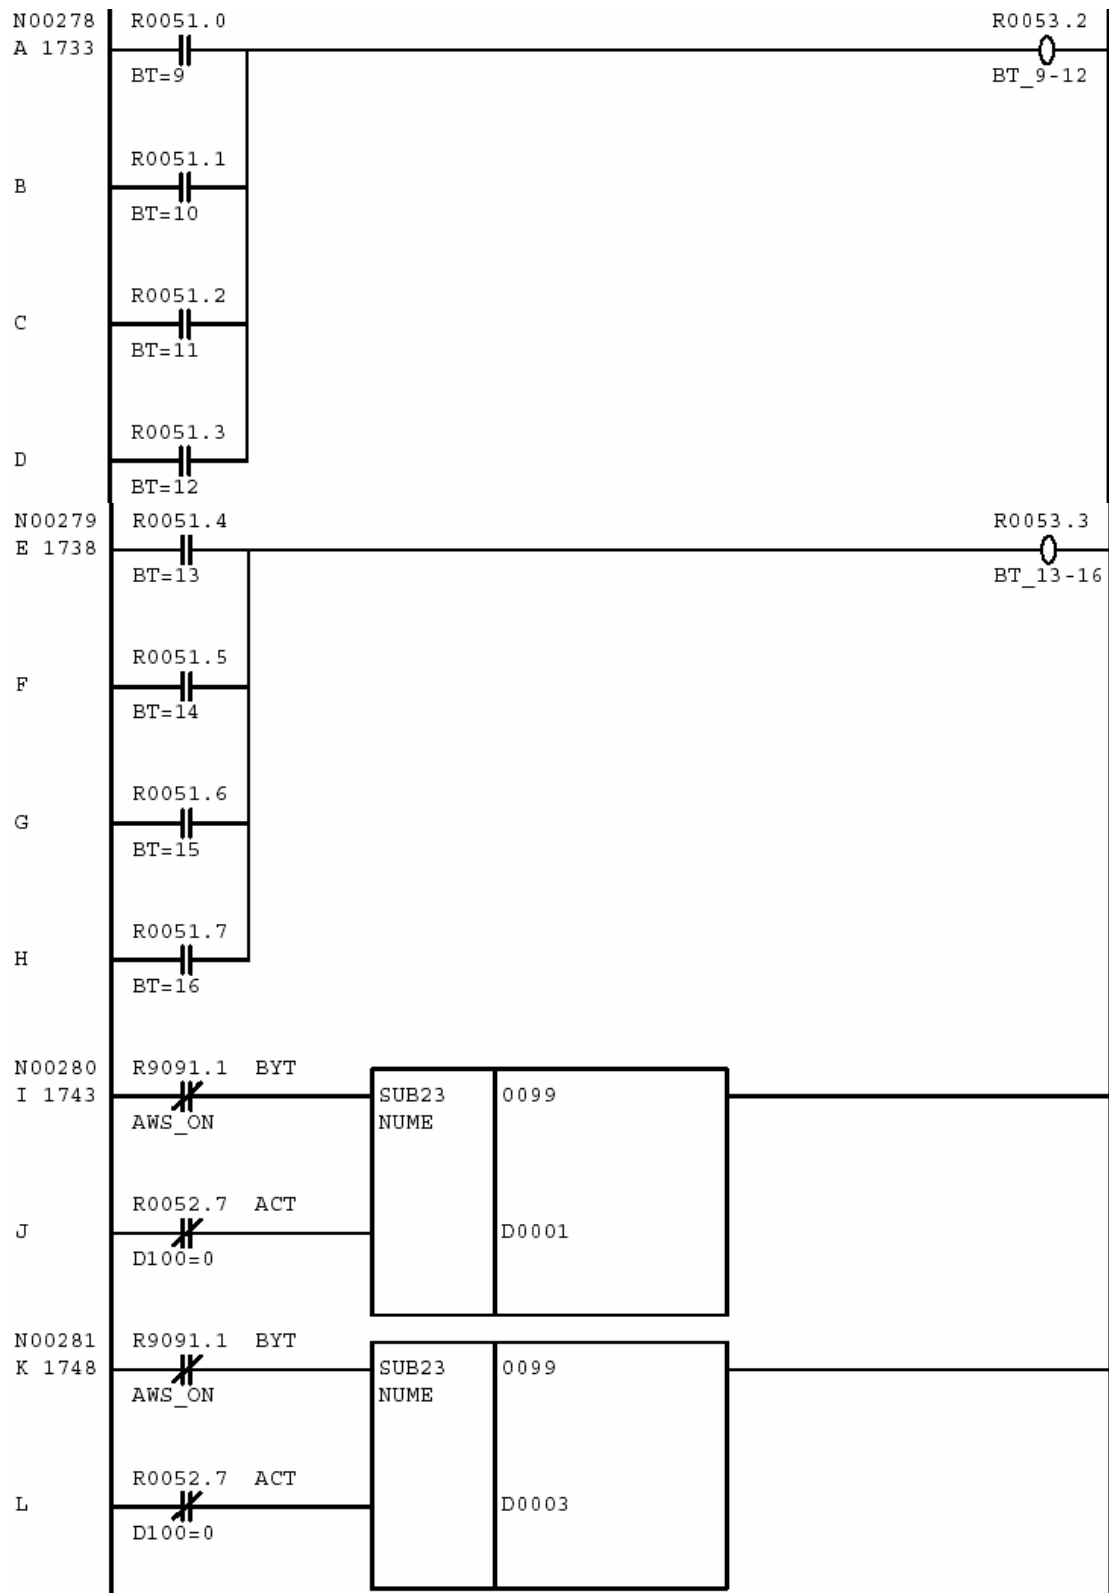 N00278 R0051.0 R0053.2
A 1733
BT=9 BT_9-12
R0051.1
B
BT=10
R0051.2
C
BT=11
R0051.3
D
BT=12
N00279 R0051.4 R0053.3
E 1738
BT=13 BT_13-16
R0051.5
F
BT=14
R0051.6
G
BT=15
R0051.7
H
BT=16
N00280 R9091.1 BYT
I 1743 SUB23 0099
AWS_ON NUME
R0052.7 ACT
J D0001
D100=0
N00281 R9091.1 BYT
K 1748 SUB23 0099
AWS_ON NUME
R0052.7 ACT
L D0003
D100=0